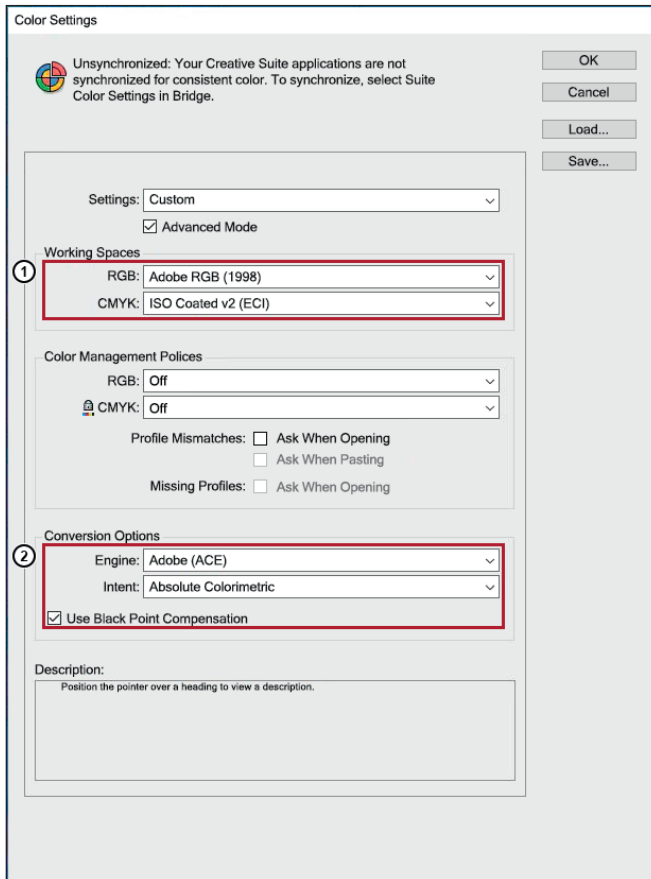 Color Settings
Unsynchronized: Your Creative Suite applications are not
synchronized for consistent color. To synchronize, select Suite
Color Settings in Bridge.
OK
Cancel
Load...
Save...
Settings: Custom
Advanced Mode
Working Spaces
1
RGB: Adobe RGB (1998)
CMYK: ISO Coated v2 (ECI)
Color Management Polices
RGB: Off
CMYK: Off
Profile Mismatches: Ask When Opening
Ask When Pasting
Missing Profiles: Ask When Opening
Conversion Options
2
Engine: Adobe (ACE)
Intent: Absolute Colorimetric
Use Black Point Compensation
Description:
Position the pointer over a heading to view a description.